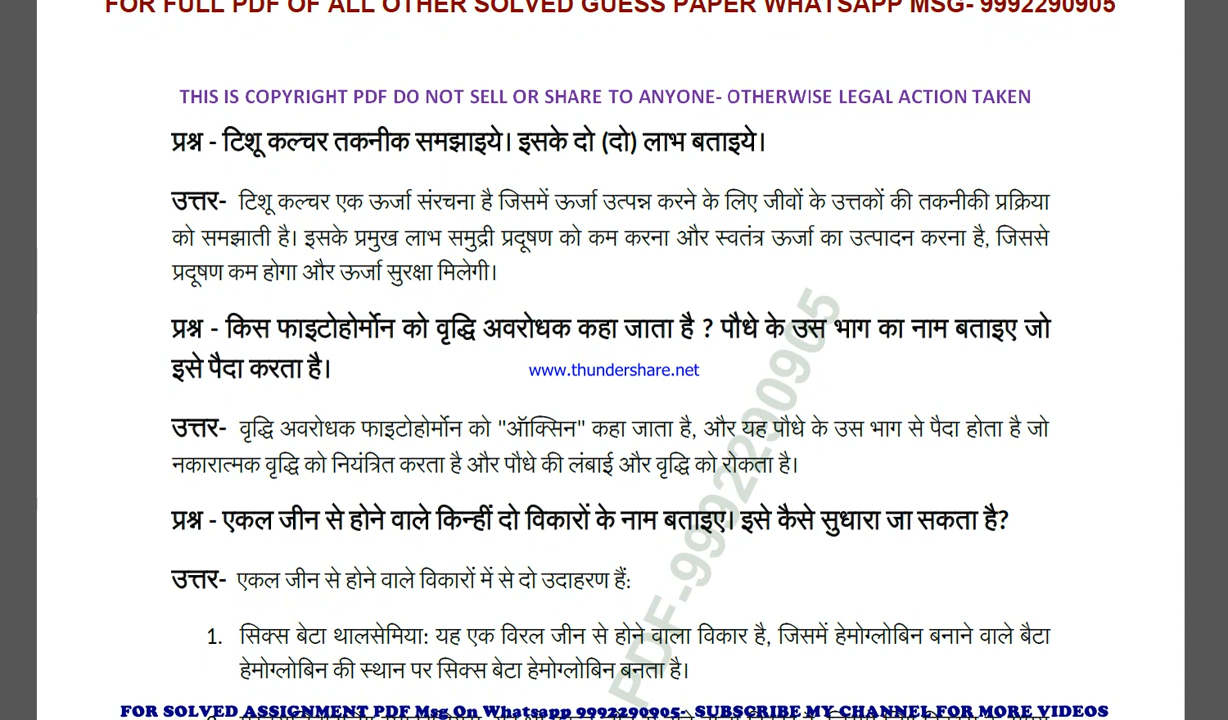 FOR FULL PDF OF ALL OTHER SOLVED GUESS PAPER WHATSAPP MSG- 9992290905
THIS IS COPYRIGHT PDF DO NOT SELL OR SHARE TO ANYONE- OTHERWISE LEGAL ACTION TAKEN
प्रश्न - टिशू कल्चर तकनीक समझाइये। इसके दो (दो) लाभ बताइये।
उत्तर- टिशू कल्चर एक ऊर्जा संरचना है जिसमें ऊर्जा उत्पन्न करने के लिए जीवों के उत्तकों की तकनीकी प्रक्रिया
को समझाती है। इसके प्रमुख लाभ समुद्री प्रदूषण को कम करना और स्वतंत्र ऊर्जा का उत्पादन करना है, जिससे
प्रदूषण कम होगा और ऊर्जा सुरक्षा मिलेगी।
प्रश्न - किस फाइटोहोर्मोन को वृद्धि अवरोधक कहा जाता है ? पौधे के उस भाग का नाम बताइए जो
इसे पैदा करता है।
www.thundershare.net
उत्तर- वृद्धि अवरोधक फाइटोहोर्मोन को "ऑक्सिन" कहा जाता है, और यह पौधे के उस भाग से पैदा होता है जो
नकारात्मक वृद्धि को नियंत्रित करता है और पौधे की लंबाई और वृद्धि को रोकता है।
प्रश्न - एकल जीन से होने वाले किन्हीं दो विकारों के नाम बताइए। इसे कैसे सुधारा जा सकता है?
उत्तर- एकल जीन से होने वाले विकारों में से दो उदाहरण हैं:
1. सिक्स बेटा थालसेमिया: यह एक विरल जीन से होने वाला विकार है, जिसमें हेमोग्लोबिन बनाने वाले बैटा
हेमोग्लोबिन की स्थान पर सिक्स बेटा हेमोग्लोबिन बनता है।
PDF-9992290905
FOR SOLVED ASSIGNMENT PDF Msg On Whatsapp 9992290905- SUBSCRIBE MY CHANNEL FOR MORE VIDEOS